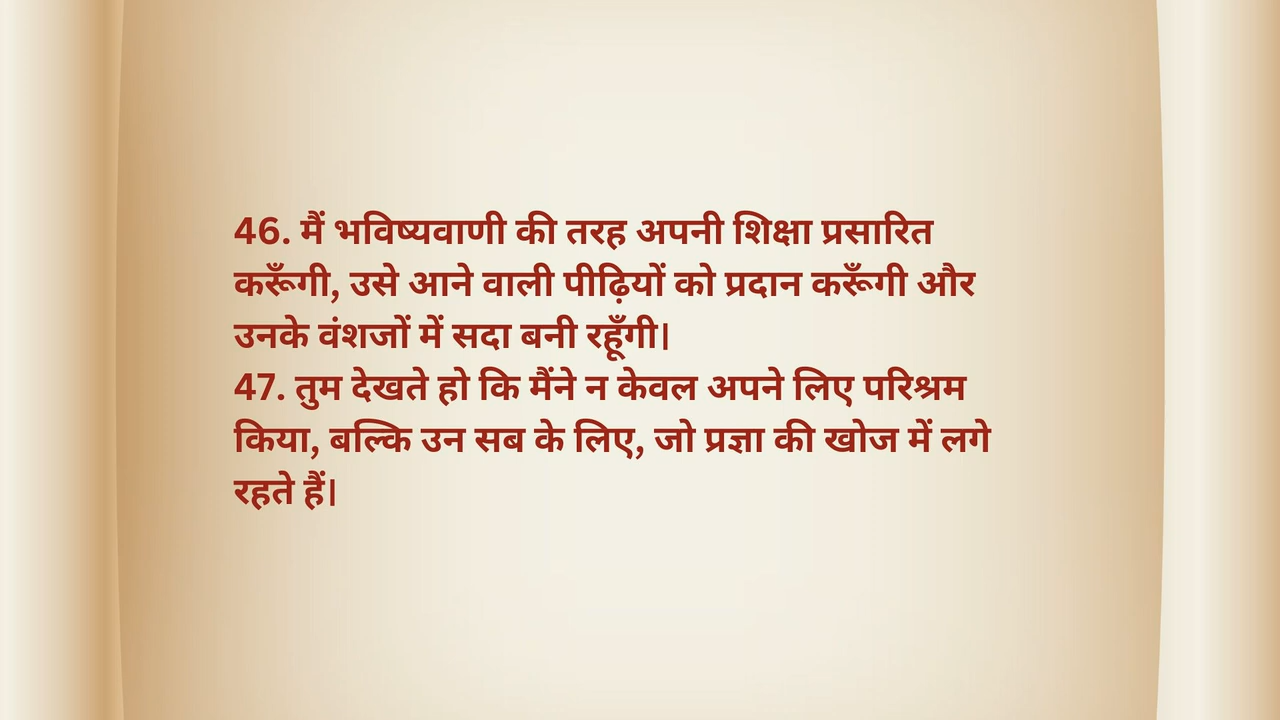 46. मैं भविष्यवाणी की तरह अपनी शिक्षा प्रसारित
करूँगी, उसे आने वाली पीढ़ियों को प्रदान करूँगी और
उनके वंशजों में सदा बनी रहूँगी।
47. तुम देखते हो कि मैंने न केवल अपने लिए परिश्रम
किया, बल्कि उन सब के लिए, जो प्रज्ञा की खोज में लगे
रहते हैं।